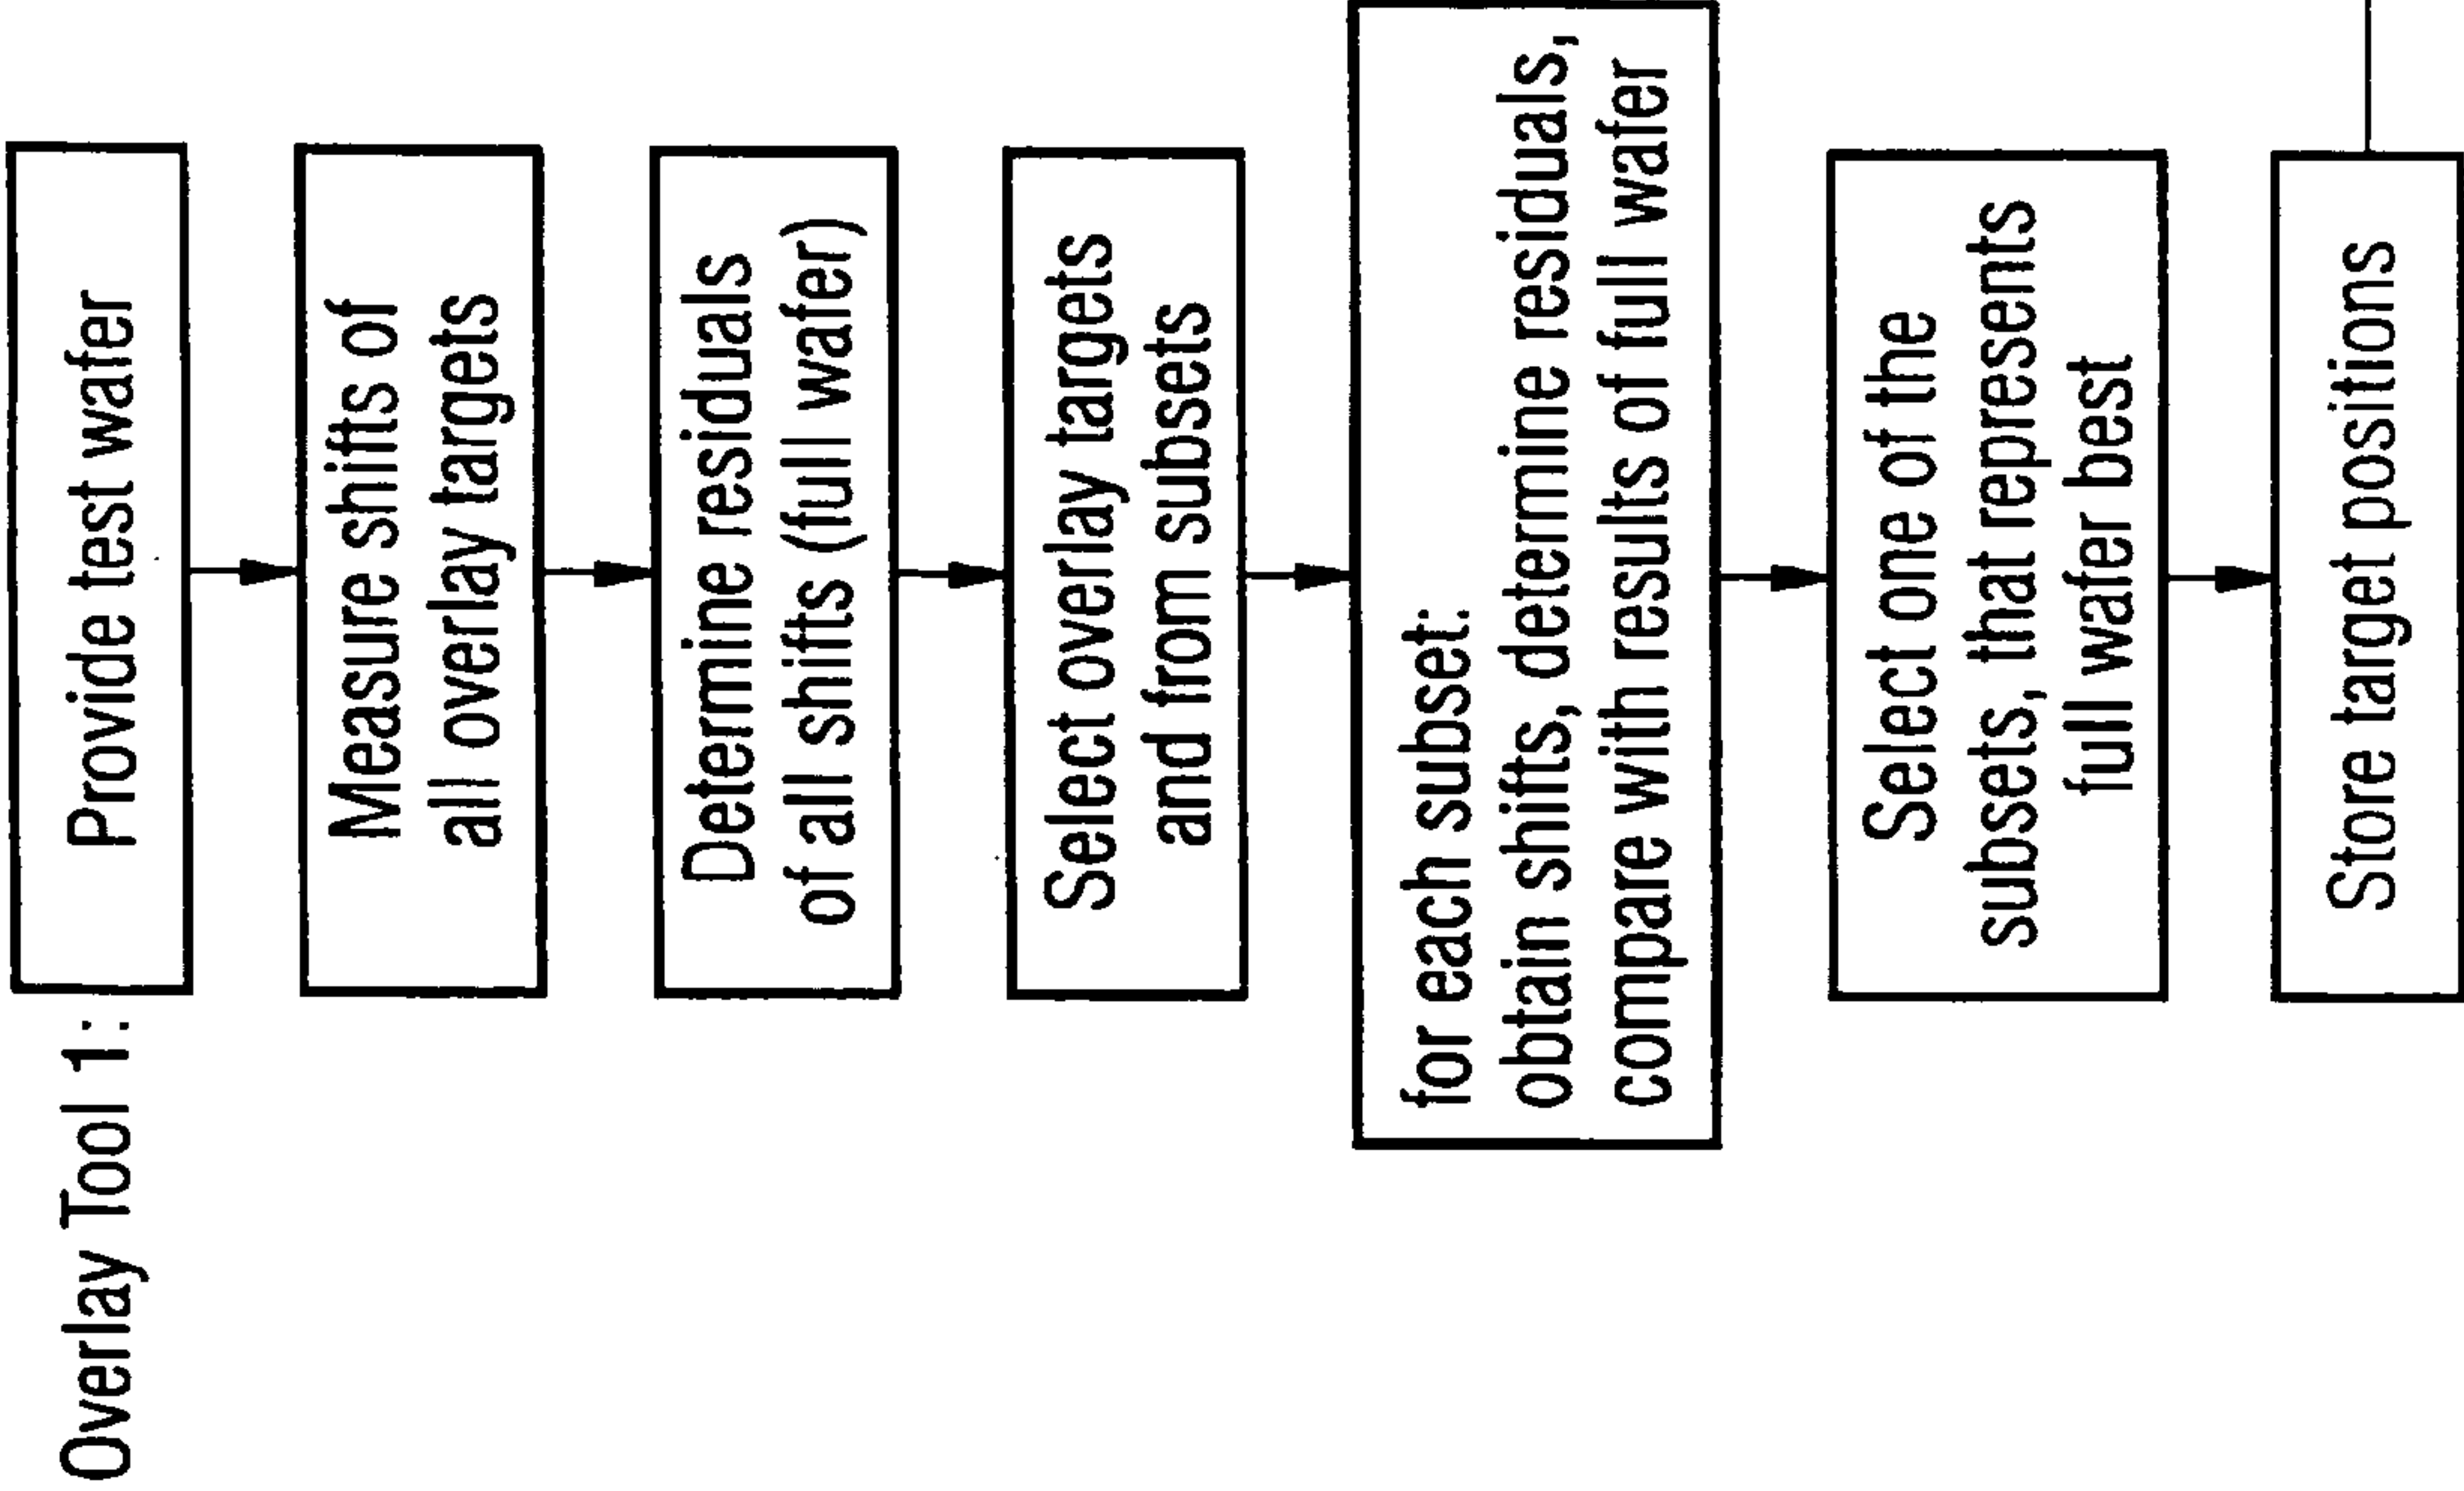 Overlay Tool 1:
Provide test wafer
Measure shifts of
all overlay targets
Determine residuals
of all shifts (full wafer)
Select overlay targets
and from subsets
for each subset:
obtain shifts, determine residuals,
compare with results of full wafer
Select one of the
subsets, that represents
full wafer best
Store target positions